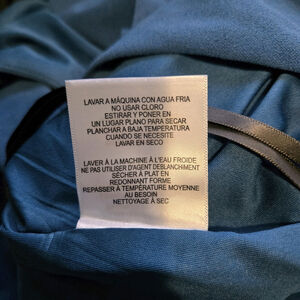 LAVAR A MÁQUINA CON AGUA FRIA
NO USAR CLORO
ESTIRAR Y PONER EN
UN LUGAR PLANO PARA SECAR
PLANCHAR A BAJA TEMPERATURA
CUANDO SE NECESITE
LAVAR EN SECO
LAVER À LA MACHINE À L'EAU FROIDE
NE PAS UTILISER D'AGENT DEBLANCHIMENT
SÉCHER À PLAT EN
REDONNANT FORME
REPASSER À TEMPÉRATURE MOYENNE
AU BESOIN
NETTOYAGE À SEC